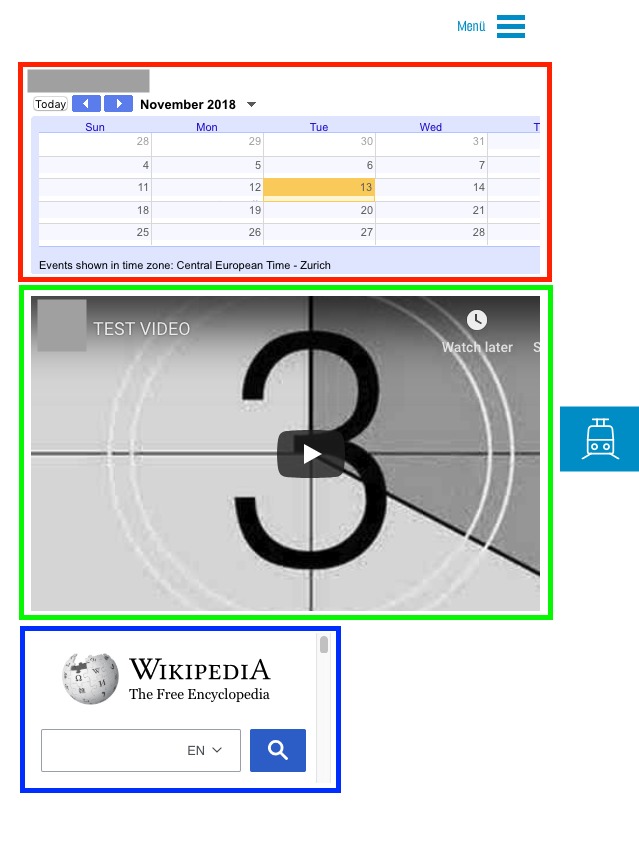 Menü
Today November 2018
Sun Mon Tue Wed T
28 29 30 31
4 5 6 7
11 12 13 14
18 19 20 21
25 26 27 28
Events shown in time zone: Central European Time - Zurich
TEST VIDEO
Watch later S
3
WIKIPEDIA
The Free Encyclopedia
EN